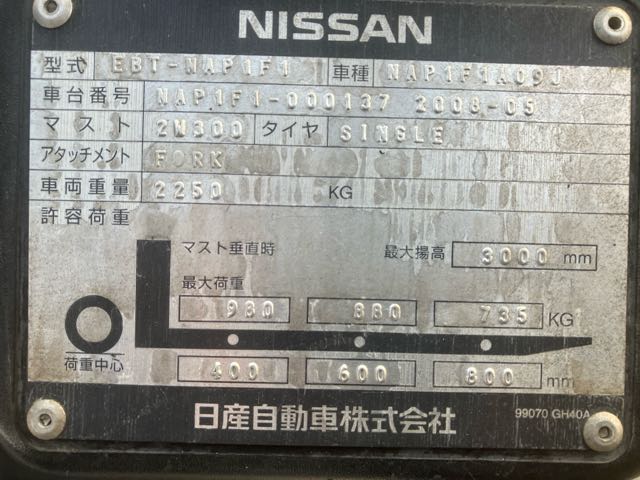 NISSAN
型式 EBT-NAP1F1 車種 NAP1F1A09J
車台番号 NAP1F1-000137 2008-05
マスト 2M300 タイヤ SINGLE
アタッチメント FORK
車両重量 2250 KG
許容荷重
マスト垂直時 最大揚高 3000 mm
最大荷重
980 880 735 KG
荷重中心 400 600 800 mm
日産自動車株式会社 99070 GH40A